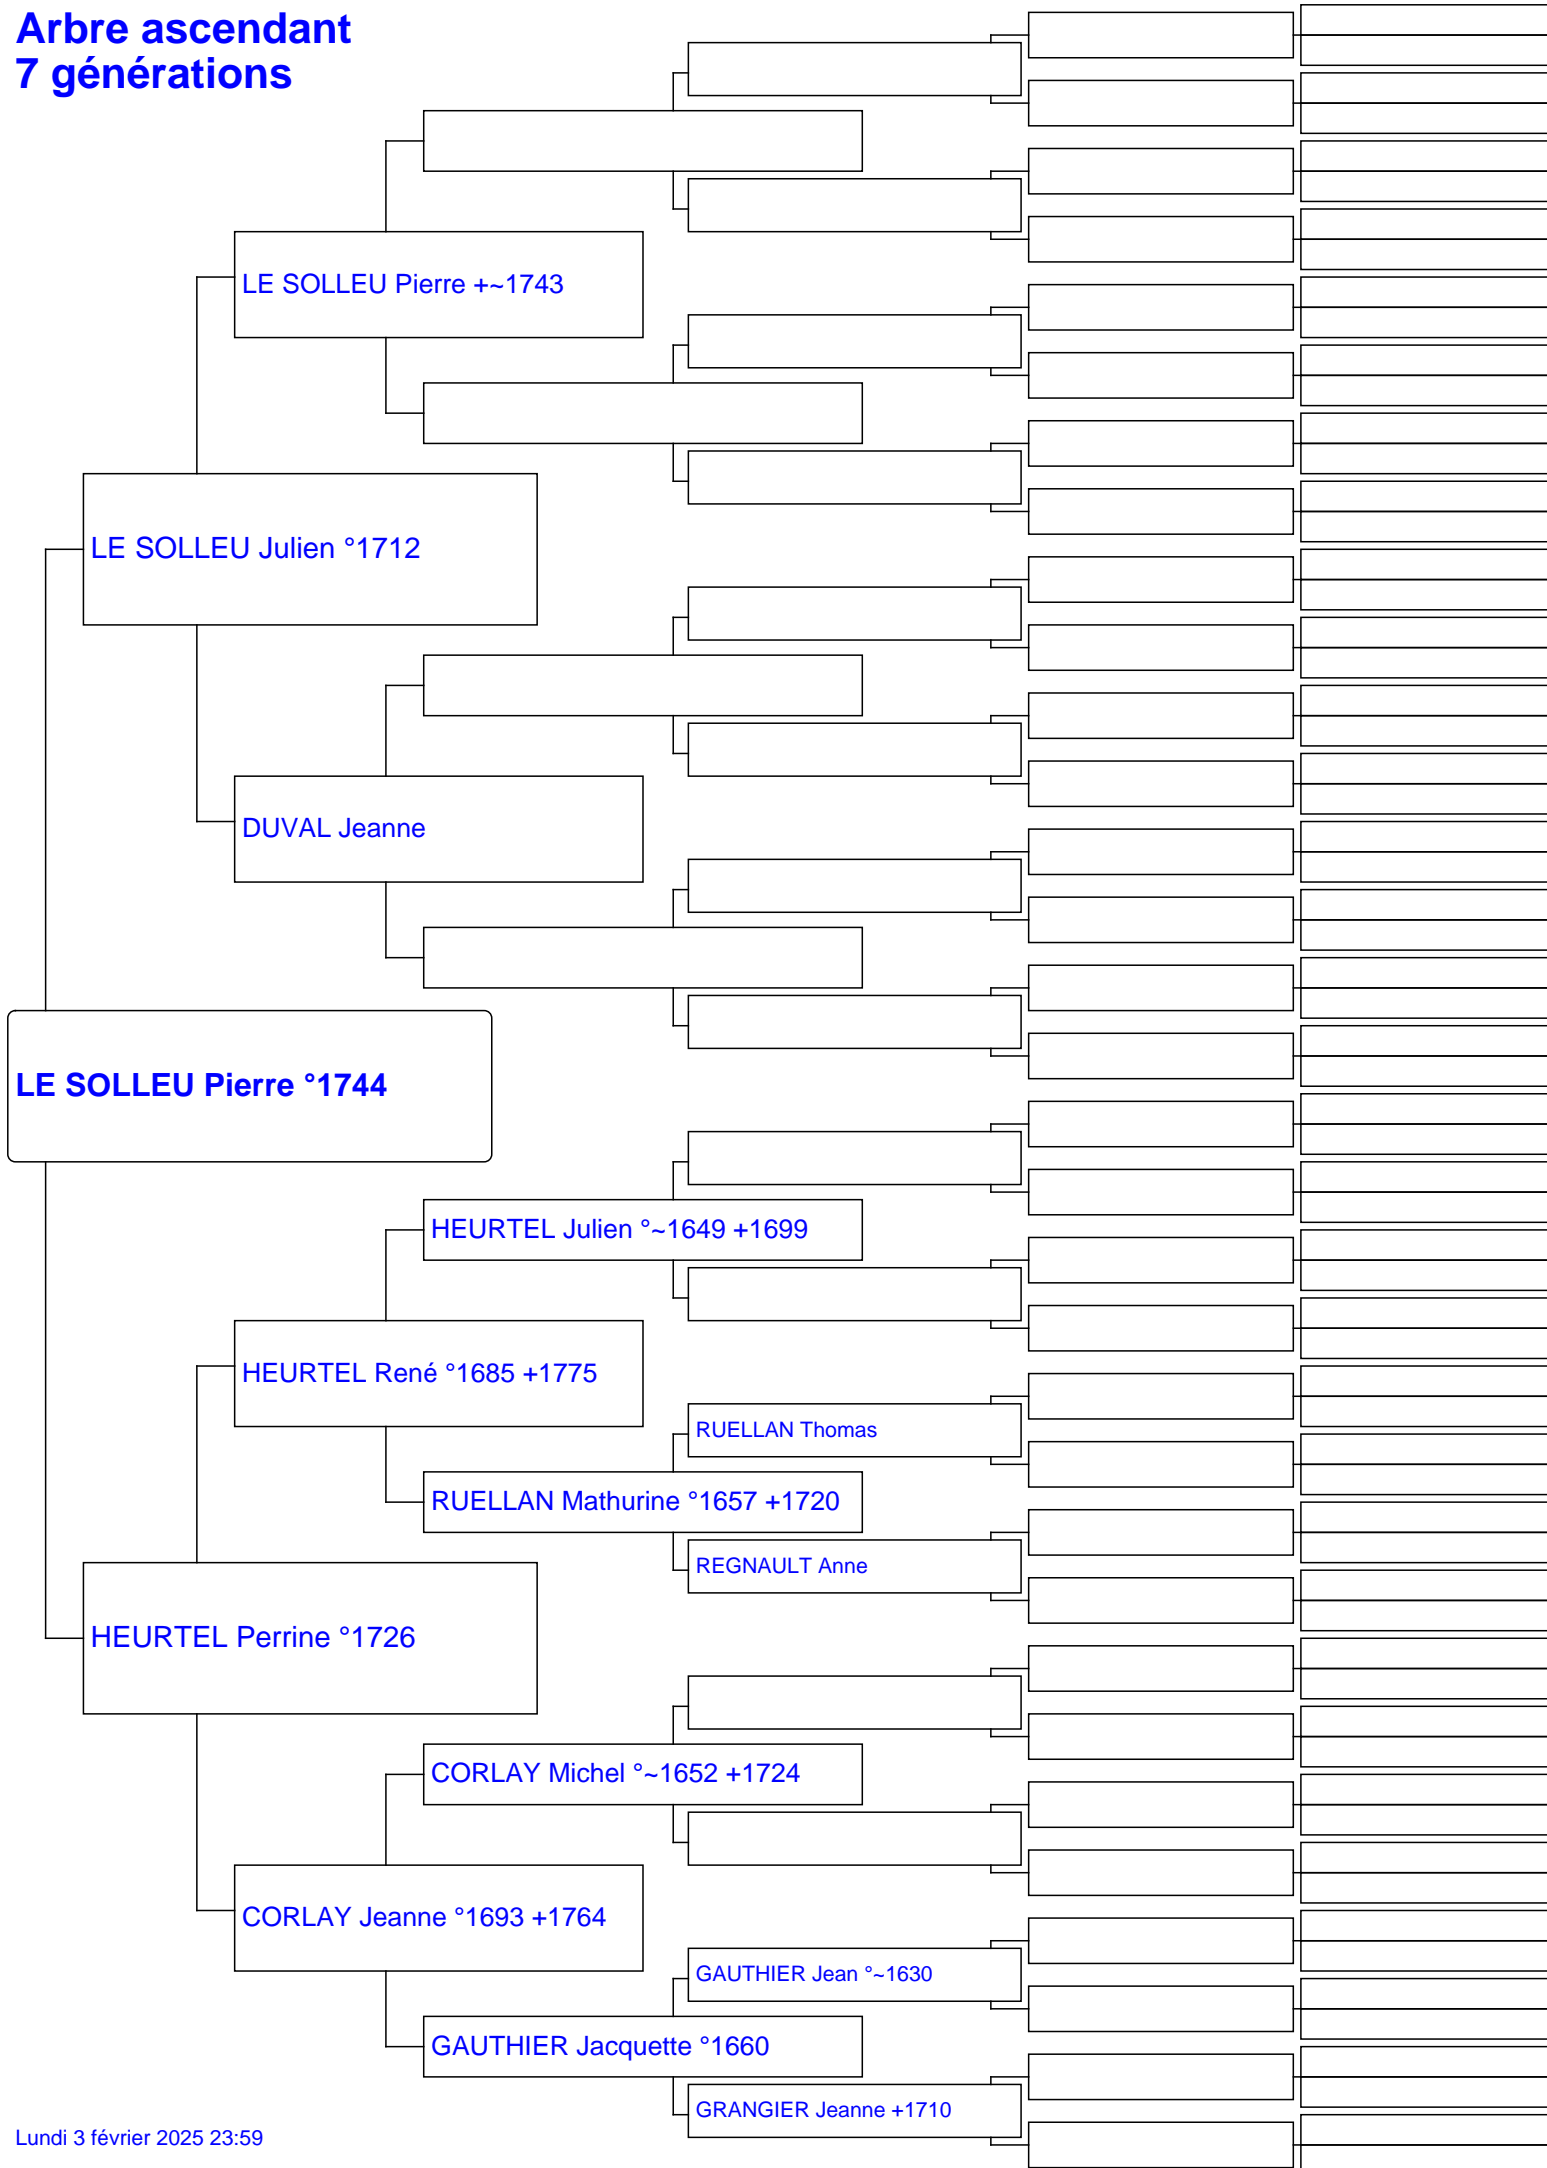 Arbre ascendant
7 générations
LE SOLLEU Pierre +~1743
LE SOLLEU Julien °1712
DUVAL Jeanne
LE SOLLEU Pierre °1744
HEURTEL Julien °~1649 +1699
HEURTEL René °1685 +1775
RUELLAN Thomas
RUELLAN Mathurine °1657 +1720
REGNAULT Anne
HEURTEL Perrine °1726
CORLAY Michel °~1652 +1724
CORLAY Jeanne °1693 +1764
GAUTHIER Jean °~1630
GAUTHIER Jacquette °1660
GRANGIER Jeanne +1710
Lundi 3 février 2025 23:59